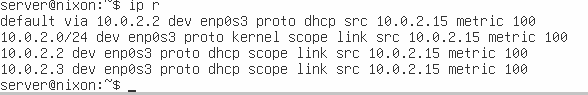 server@nixon:~$ ip r
default via 10.0.2.2 dev enp0s3 proto dhcp src 10.0.2.15 metric 100
10.0.2.0/24 dev enp0s3 proto kernel scope link src 10.0.2.15 metric 100
10.0.2.2 dev enp0s3 proto dhcp scope link src 10.0.2.15 metric 100
10.0.2.3 dev enp0s3 proto dhcp scope link src 10.0.2.15 metric 100
server@nixon:~$ _